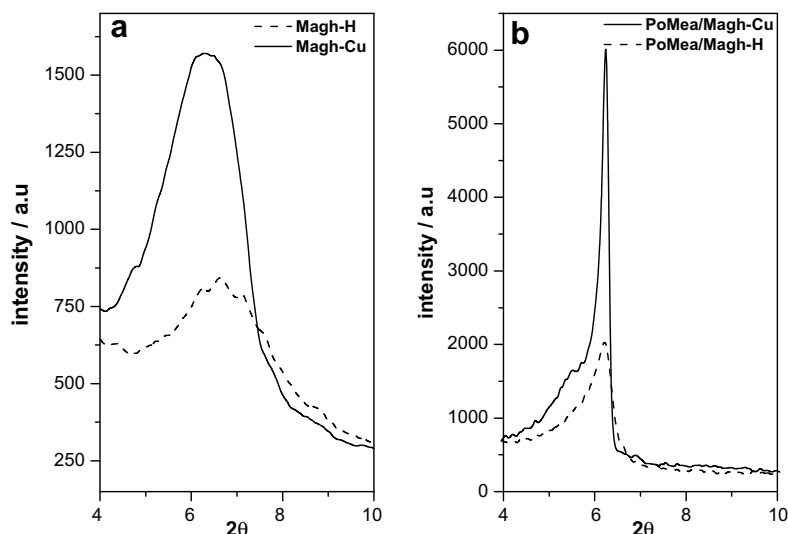 a
Magh-H
Magh-Cu
intensity / a.u
1500
1250
1000
750
500
250
4
6
8
10
2θ
b
PoMea/Magh-Cu
PoMea/Magh-H
intensity / a.u
6000
5000
4000
3000
2000
1000
0
4
6
8
10
2θ